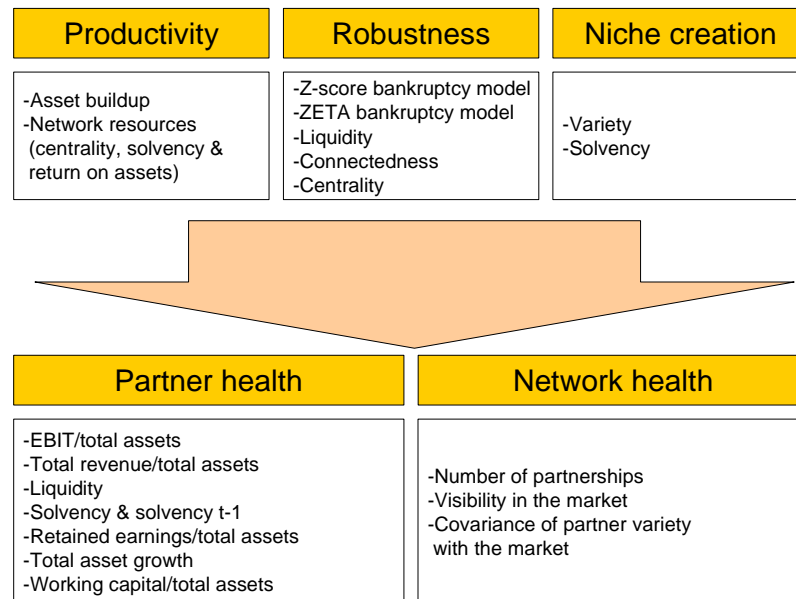 Productivity
-Asset buildup
-Network resources
(centrality, solvency &
return on assets)
Robustness
-Z-score bankruptcy model
-ZETA bankruptcy model
-Liquidity
-Connectedness
-Centrality
Niche creation
-Variety
-Solvency
Partner health
-EBIT/total assets
-Total revenue/total assets
-Liquidity
-Solvency & solvency t-1
-Retained earnings/total assets
-Total asset growth
-Working capital/total assets
Network health
-Number of partnerships
-Visibility in the market
-Covariance of partner variety
with the market